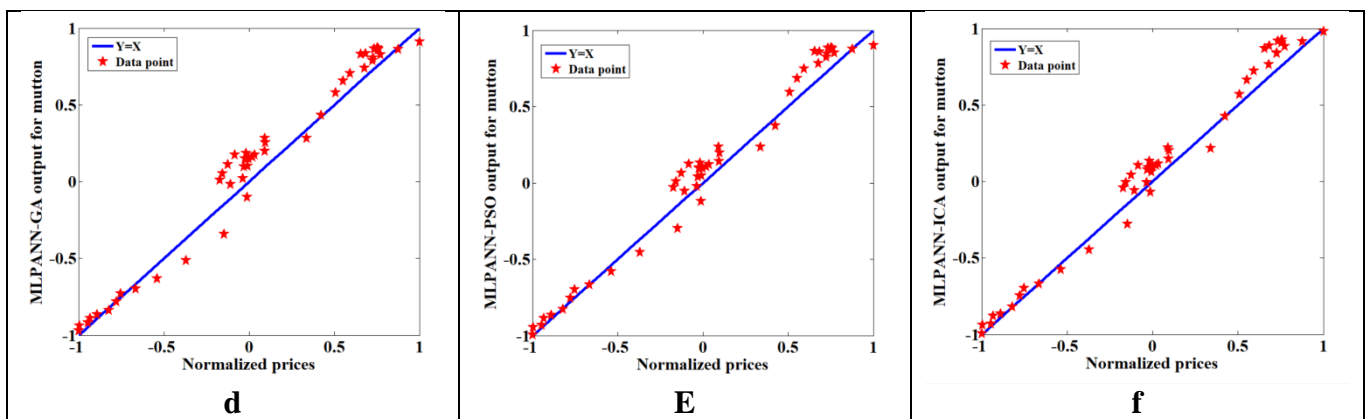 1
0.5
0
-0.5
-1
-1
-0.5
0
0.5
1
MLPANN-GA output for mutton
Normalized prices
Y=X
Data point
d
1
0.5
0
-0.5
-1
-1
-0.5
0
0.5
1
MLPANN-PSO output for mutton
Normalized prices
Y=X
Data point
E
1
0.5
0
-0.5
-1
-1
-0.5
0
0.5
1
MLPANN-ICA output for mutton
Normalized prices
Y=X
Data point
f